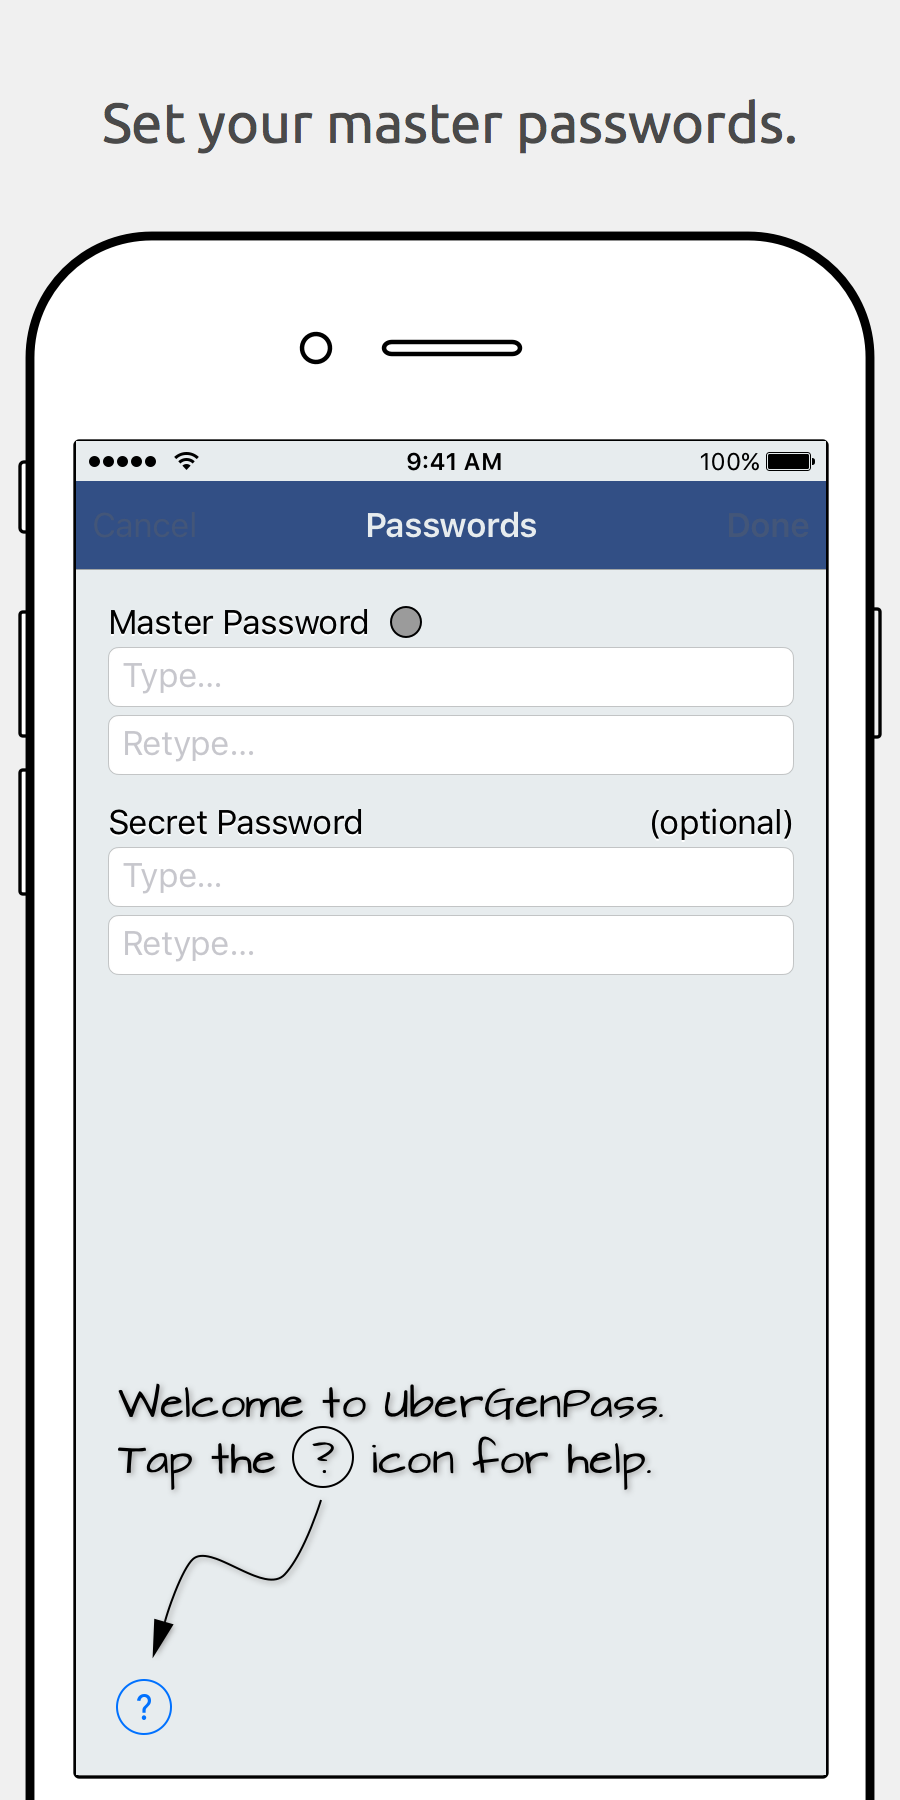 Set your master passwords.
9:41 AM 100%
Cancel Passwords Done
Master Password
Type...
Retype...
Secret Password (optional)
Type...
Retype...
Welcome to UberGenPass.
Tap the ? icon for help.
?